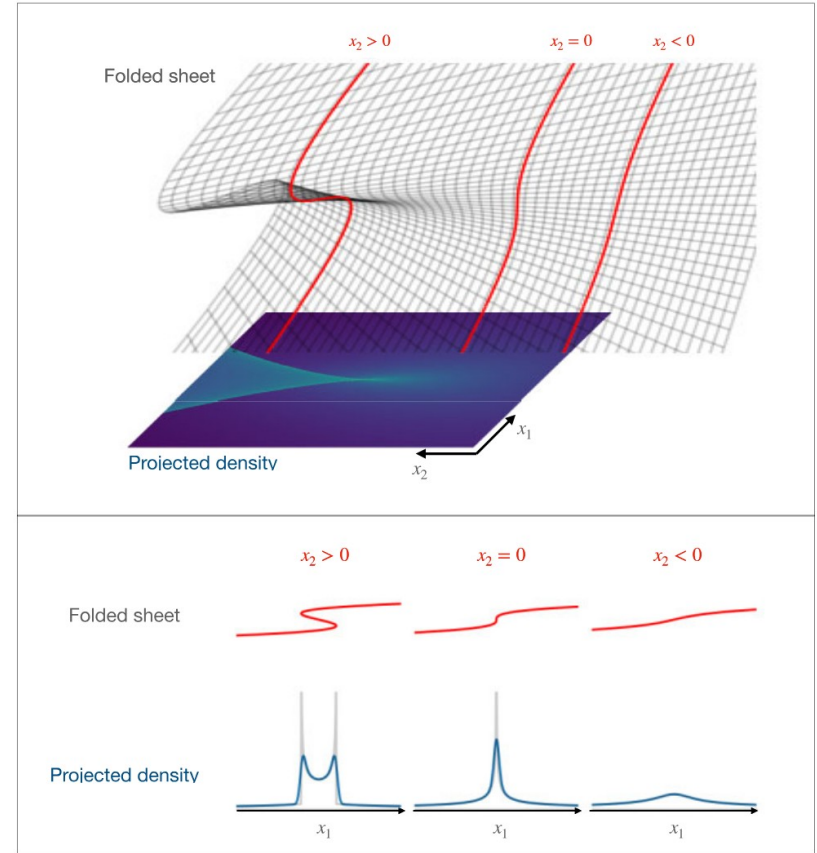 x₂ > 0 x₂ = 0 x₂ < 0
Folded sheet
x₁
Projected density
x₂
x₂ > 0 x₂ = 0 x₂ < 0
Folded sheet
Projected density
x₁ x₁ x₁